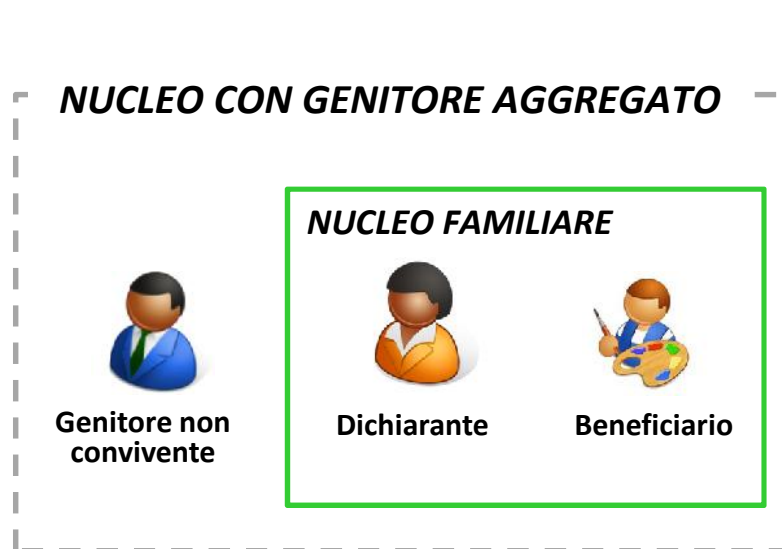 NUCLEO CON GENITORE AGGREGATO
NUCLEO FAMILIARE
Genitore non
convivente
Dichiarante
Beneficiario